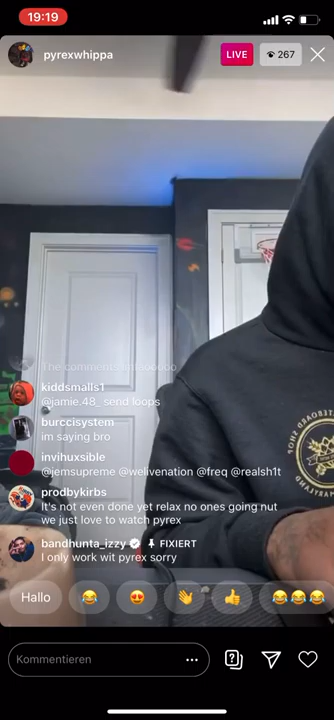 19:19
pyrexwhippa
LIVE
267
The comments
kiddsmalls1
@jamie.48_ send loops
burccisystem
im saying bro
invihuxsible
@jemsupreme @welivenation @freq @realsh1t
prodbykirbs
It's not even done yet relax no ones going nut
we just love to watch pyrex
bandhunta_izzy FIXIERT
I only work wit pyrex sorry
Hallo
Kommentieren